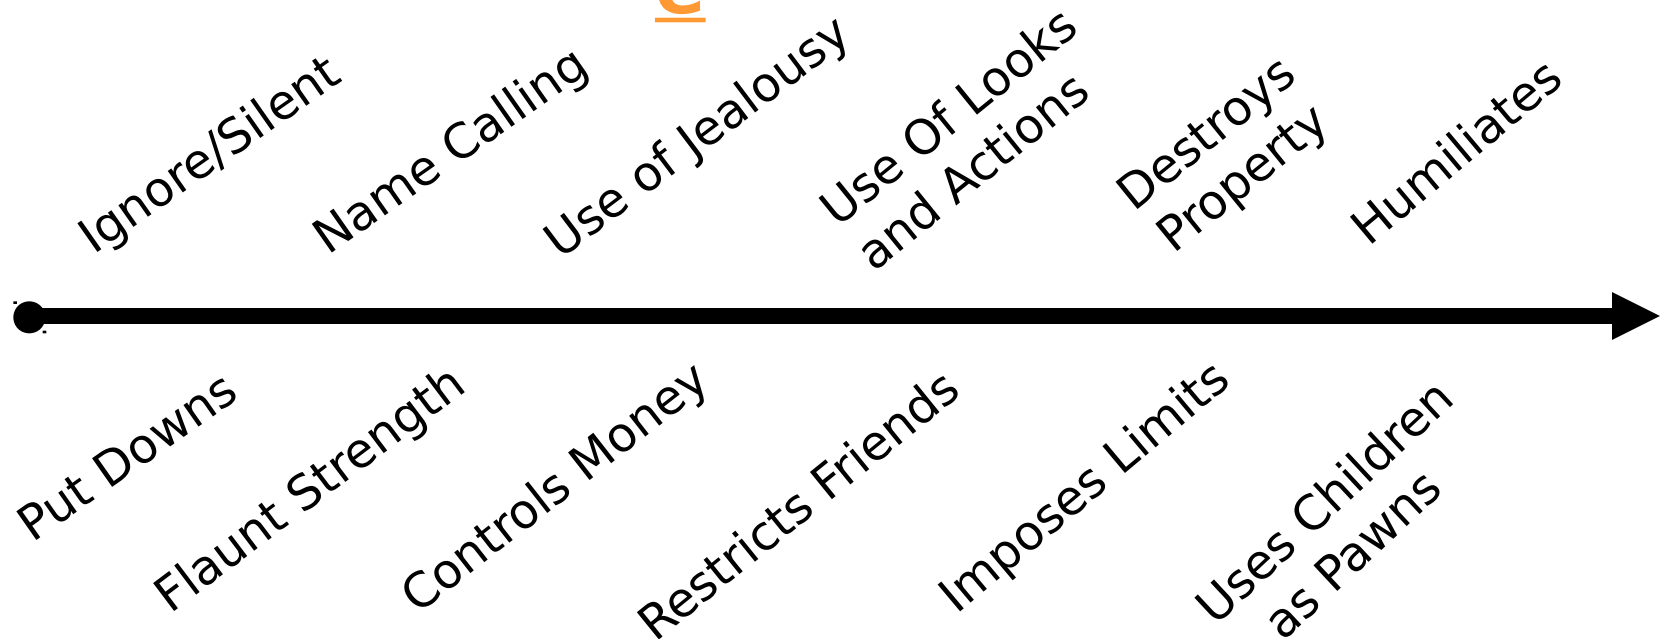 Ignore/Silent
Name Calling
Use of Jealousy
Use Of Looks
and Actions
Destroys
Property
Humiliates
Put Downs
Flaunt Strength
Controls Money
Restricts Friends
Imposes Limits
Uses Children
as Pawns